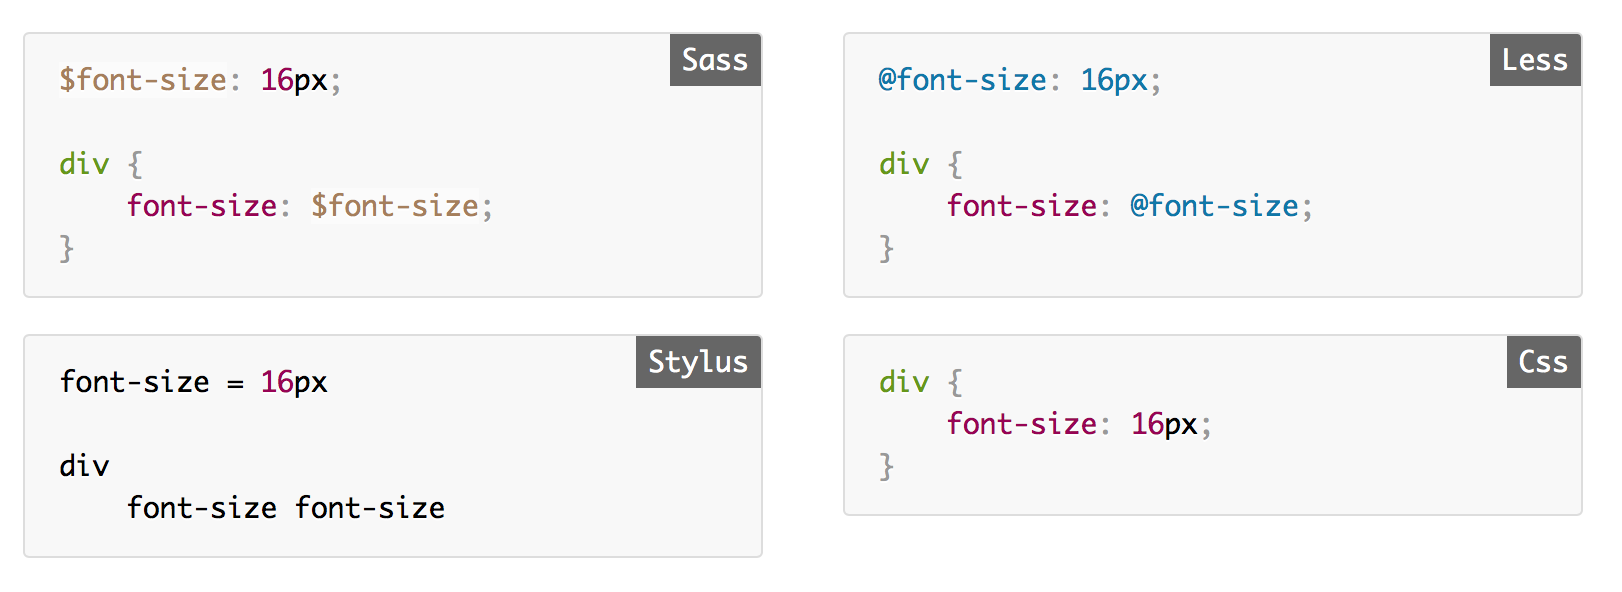 Sass
$font-size: 16px;

div {
    font-size: $font-size;
}
Less
@font-size: 16px;

div {
    font-size: @font-size;
}
Stylus
font-size = 16px

div
    font-size font-size
Css
div {
    font-size: 16px;
}